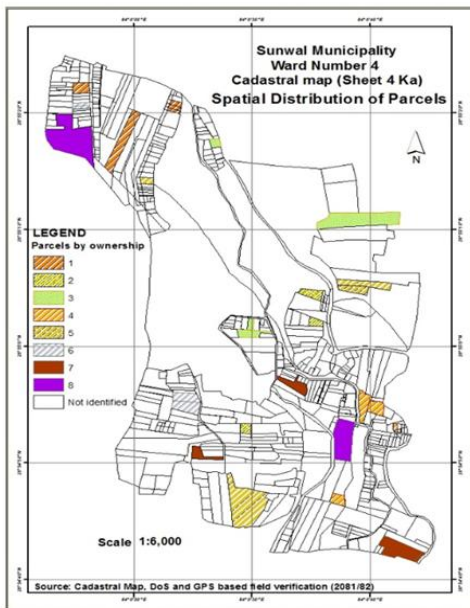 Sunwal Municipality
Ward Number 4
Cadastral map (Sheet 4 Ka)
Spatial Distribution of Parcels
N
LEGEND
Parcels by ownership
1
2
3
4
5
6
7
8
Not identified
Scale 1:6,000
Source: Cadastral Map, DoS and GPS based field verification (2081/82)